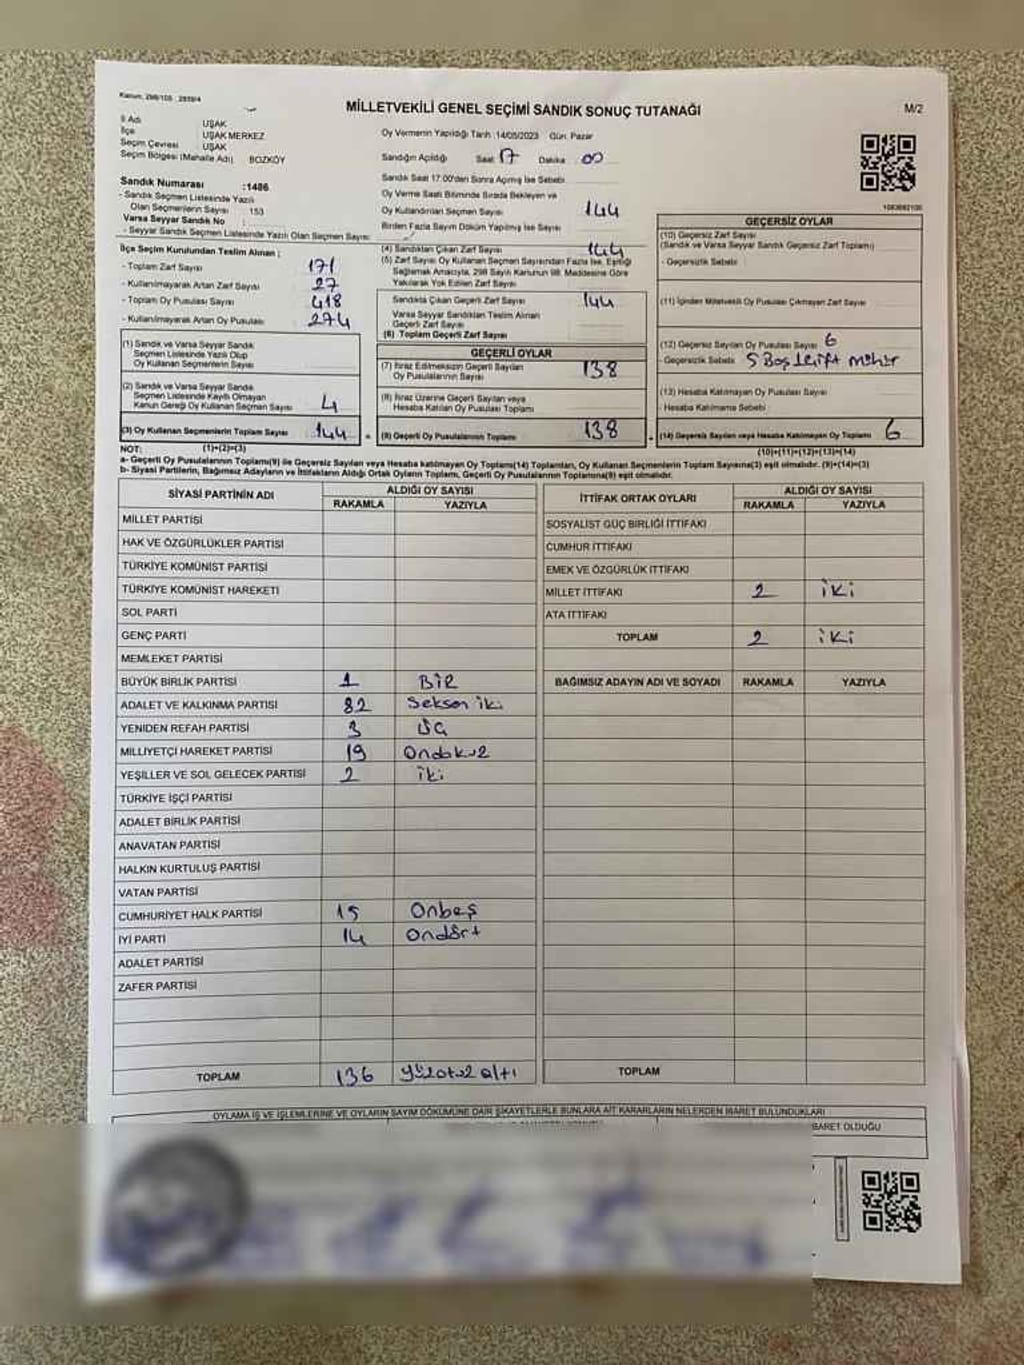 Kanun, 298/105 : 2839/4
MİLLETVEKİLİ GENEL SEÇİMİ SANDIK SONUÇ TUTANAĞI
M/2
İl Adı : UŞAK
İlçe : UŞAK MERKEZ
Seçim Çevresi : UŞAK
Seçim Bölgesi (Mahalle Adı) BOZKÖY
Sandık Numarası :1486
- Sandık Seçmen Listesinde Yazılı
Olan Seçmenlerin Sayısı : 153
Varsa Seyyar Sandık No :
- Seyyar Sandık Seçmen Listesinde Yazılı Olan Seçmen Sayısı:
İlçe Seçim Kurulundan Teslim Alınan ;
- Toplam Zarf Sayısı : 171
- Kullanılmayarak Artan Zarf Sayısı : 27
- Toplam Oy Pusulası Sayısı : 418
- Kullanılmayarak Artan Oy Pusulası : 274
(1) Sandık ve Varsa Seyyar Sandık
Seçmen Listesinde Yazılı Olup
Oy Kullanan Seçmenlerin Sayısı
(2) Sandık ve Varsa Seyyar Sandık
Seçmen Listesinde Kayıtlı Olmayan
Kanun Gereği Oy Kullanan Seçmen Sayısı 4
(3) Oy Kullanan Seçmenlerin Toplam Sayısı 144
(1)+(2)=(3)
Oy Vermenin Yapıldığı Tarih :14/05/2023 Gün: Pazar
Sandığın Açıldığı Saat 17 Dakika 00
Sandık Saat 17:00'den Sonra Açılmış İse Sebebi:
Oy Verme Saati Bitiminde Sırada Bekleyen ve
Oy Kullandırılan Seçmen Sayısı 144
Birden Fazla Sayım Döküm Yapılmış İse Sayısı:
(4) Sandıktan Çıkan Zarf Sayısı 144
(5) Zarf Sayısı Oy Kullanan Seçmen Sayısından Fazla İse, Eşitliği
Sağlamak Amacıyla, 298 Sayılı Kanunun 98. Maddesine Göre
Yakılarak Yok Edilen Zarf Sayısı
Sandıkta Çıkan Geçerli Zarf Sayısı 144
Varsa Seyyar Sandıktan Teslim Alınan
Geçerli Zarf Sayısı
(6) Toplam Geçerli Zarf Sayısı
GEÇERLİ OYLAR
(7) İtiraz Edilmeksizin Geçerli Sayılan
Oy Pusulalarının Sayısı 138
(8) İtiraz Üzerine Geçerli Sayılan veya
Hesaba Katılan Oy Pusulası Toplamı
(9) Geçerli Oy Pusulalarının Toplamı 138
1083682100
GEÇERSİZ OYLAR
(10) Geçersiz Zarf Sayısı
(Sandık ve Varsa Seyyar Sandık Geçersiz Zarf Toplamı)
- Geçersizlik Sebebi :
(11) İçinden Milletvekili Oy Pusulası Çıkmayan Zarf Sayısı
(12) Geçersiz Sayılan Oy Pusulası Sayısı 6
- Geçersizlik Sebebi : 5 Boş 1 çift mühür
(13) Hesaba Katılmayan Oy Pusulası Sayısı
- Hesaba Katılmama Sebebi :
(14) Geçersiz Sayılan veya Hesaba Katılmayan Oy Toplamı 6
(10)+(11)+(12)+(13)=(14)
NOT:
a- Geçerli Oy Pusulalarının Toplamı(9) ile Geçersiz Sayılan veya Hesaba katılmayan Oy Toplamı(14) Toplamları, Oy Kullanan Seçmenlerin Toplam Sayısına(3) eşit olmalıdır. (9)+(14)=(3)
b- Siyasi Partilerin, Bağımsız Adayların ve İttifakların Aldığı Ortak Oyların Toplamı, Geçerli Oy Pusulalarının Toplamına(9) eşit olmalıdır.
SİYASİ PARTİNİN ADI
ALDIĞI OY SAYISI
RAKAMLA YAZIYLA
MİLLET PARTİSİ
HAK VE ÖZGÜRLÜKLER PARTİSİ
TÜRKİYE KOMÜNİST PARTİSİ
TÜRKİYE KOMÜNİST HAREKETİ
SOL PARTİ
GENÇ PARTİ
MEMLEKET PARTİSİ
BÜYÜK BİRLİK PARTİSİ 1 BİR
ADALET VE KALKINMA PARTİSİ 82 Seksen iki
YENİDEN REFAH PARTİSİ 3 ÜÇ
MİLLİYETÇİ HAREKET PARTİSİ 19 Ondokuz
YEŞİLLER VE SOL GELECEK PARTİSİ 2 iki
TÜRKİYE İŞÇİ PARTİSİ
ADALET BİRLİK PARTİSİ
ANAVATAN PARTİSİ
HALKIN KURTULUŞ PARTİSİ
VATAN PARTİSİ
CUMHURİYET HALK PARTİSİ 15 Onbeş
İYİ PARTİ 14 Ondört
ADALET PARTİSİ
ZAFER PARTİSİ
TOPLAM 136 Yüzotuz altı
İTTİFAK ORTAK OYLARI
ALDIĞI OY SAYISI
RAKAMLA YAZIYLA
SOSYALİST GÜÇ BİRLİĞİ İTTİFAKI
CUMHUR İTTİFAKI
EMEK VE ÖZGÜRLÜK İTTİFAKI
MİLLET İTTİFAKI 2 iki
ATA İTTİFAKI
TOPLAM 2 iki
BAĞIMSIZ ADAYIN ADI VE SOYADI RAKAMLA YAZIYLA
TOPLAM
OYLAMA İŞ VE İŞLEMLERİNE VE OYLARIN SAYIM DÖKÜMÜNE DAİR ŞİKAYETLERLE BUNLARA AİT KARARLARIN NELERDEN İBARET BULUNDUKLARI
BARET OLDUĞU